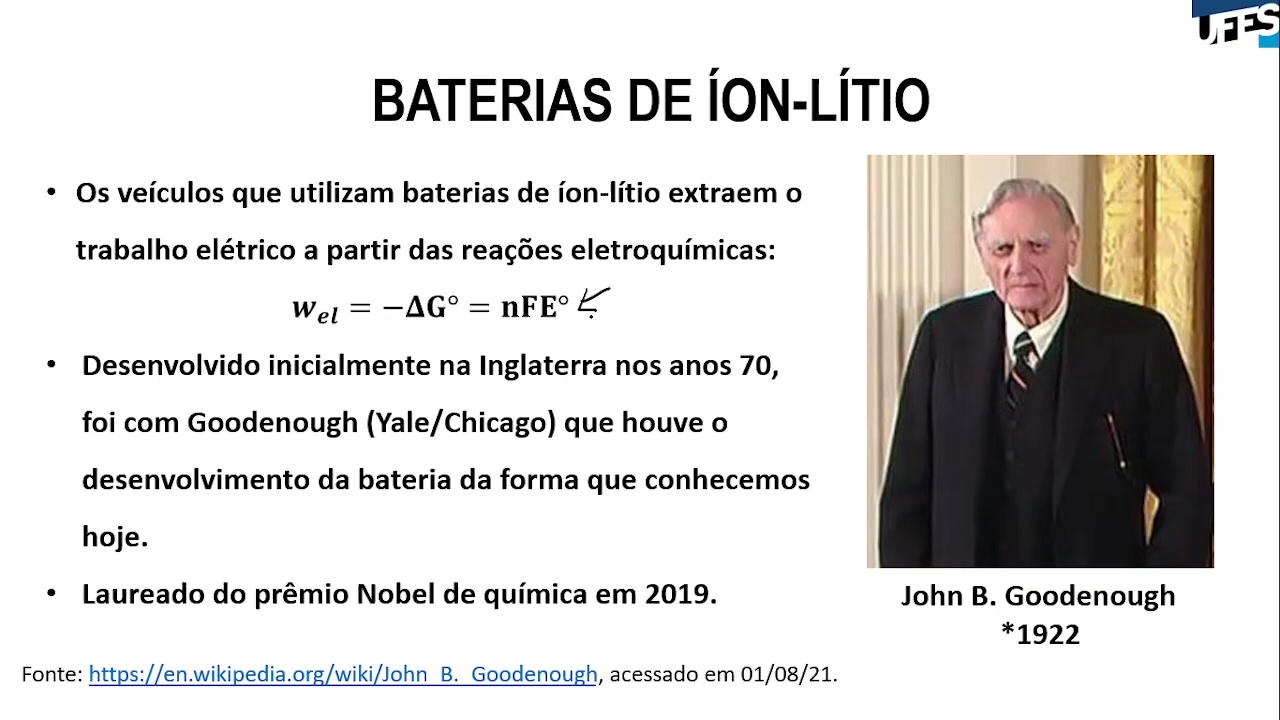 UFES
BATERIAS DE ÍON-LÍTIO
• Os veículos que utilizam baterias de íon-lítio extraem o
trabalho elétrico a partir das reações eletroquímicas:
w_el = −ΔG° = nFE°
• Desenvolvido inicialmente na Inglaterra nos anos 70,
foi com Goodenough (Yale/Chicago) que houve o
desenvolvimento da bateria da forma que conhecemos
hoje.
• Laureado do prêmio Nobel de química em 2019.
John B. Goodenough
*1922
Fonte: https://en.wikipedia.org/wiki/John_B._Goodenough, acessado em 01/08/21.